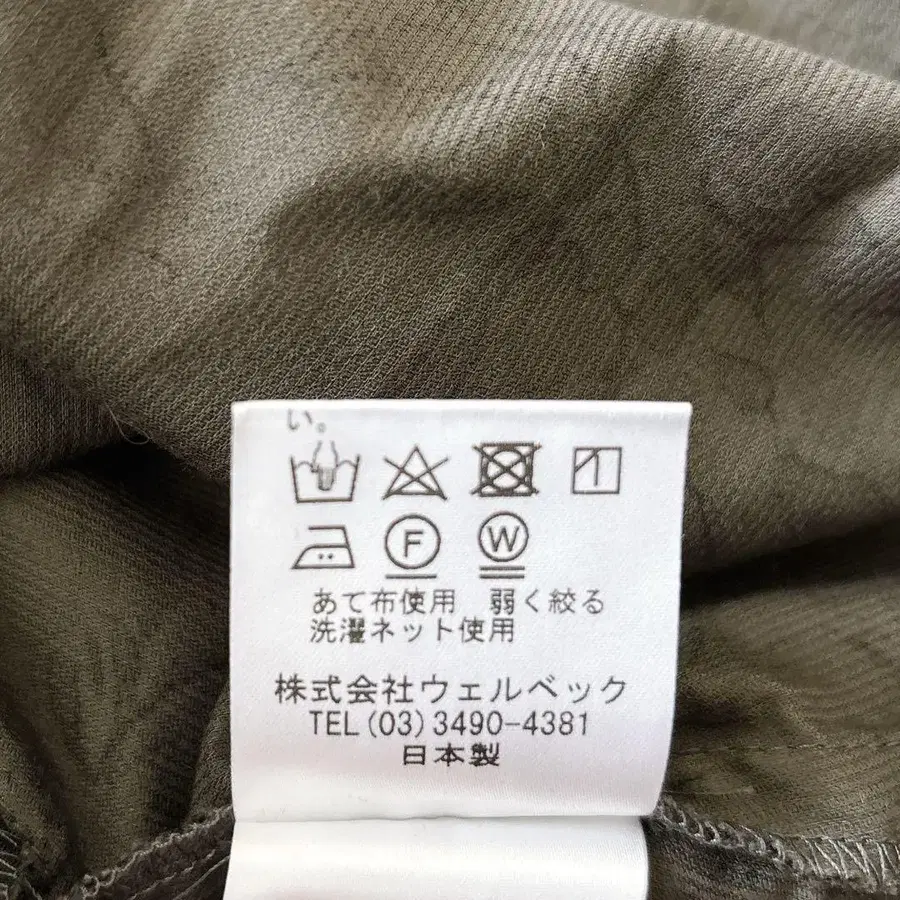 い。
F W
あて布使用 弱く絞る
洗濯ネット使用
株式会社ウェルベック
TEL(03)3490-4381
日本製